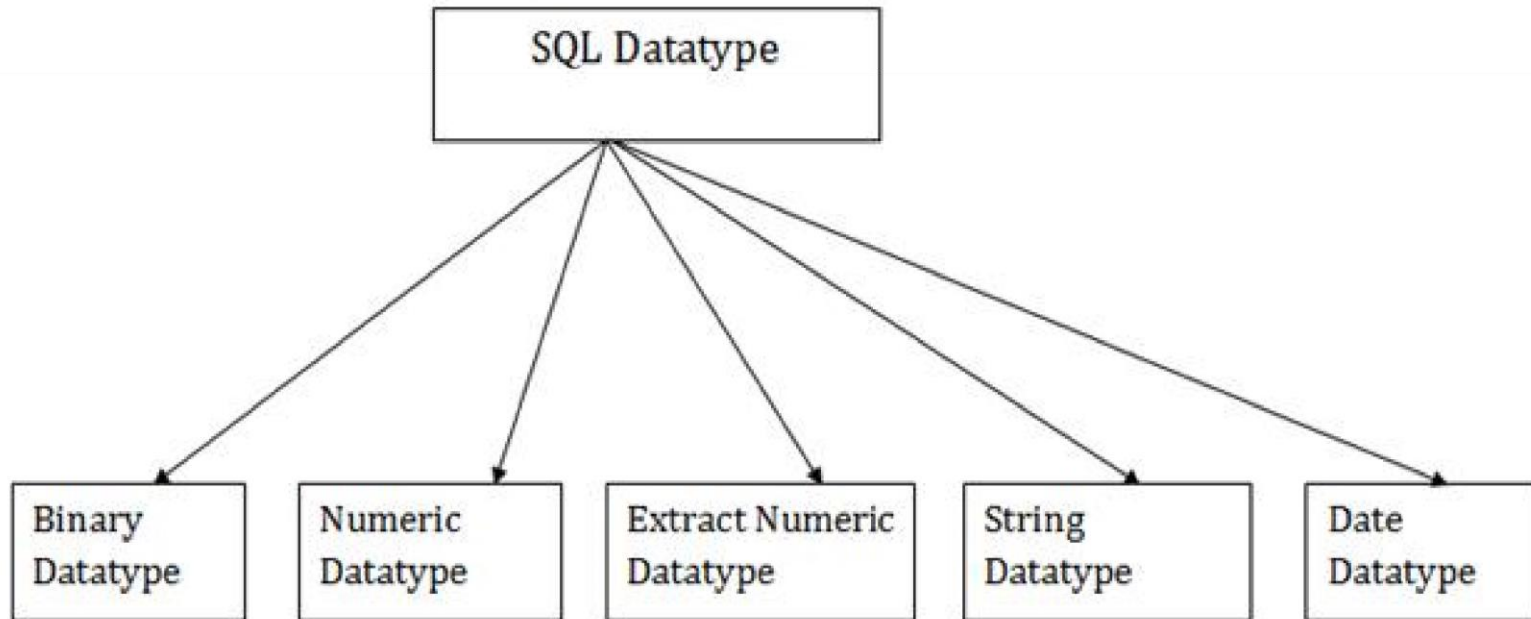 SQL Datatype
Binary
Datatype
Numeric
Datatype
Extract Numeric
Datatype
String
Datatype
Date
Datatype